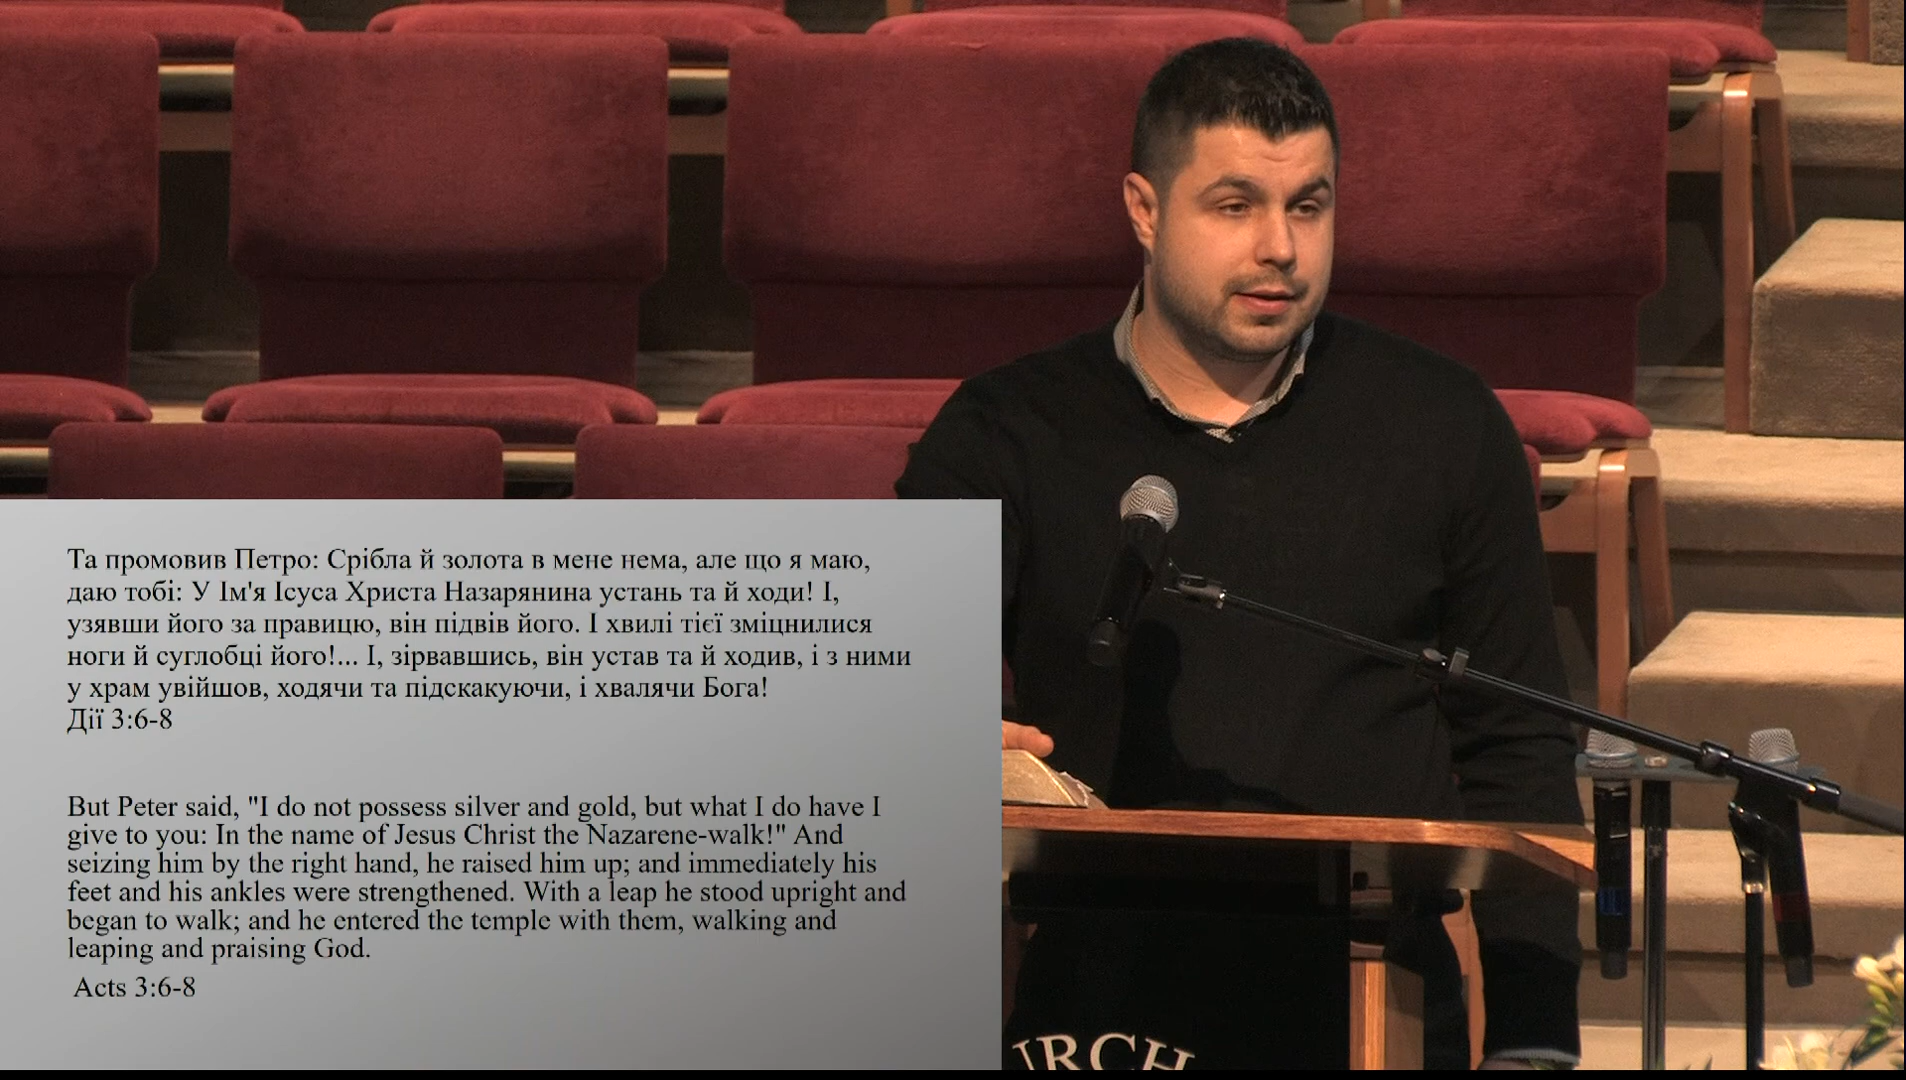 Та промовив Петро: Срібла й золота в мене нема, але що я маю,
даю тобі: У Ім'я Ісуса Христа Назарянина устань та й ходи! І,
узявши його за правицю, він підвів його. І хвилі тієї зміцнилися
ноги й суглобці його!... І, зірвавшись, він устав та й ходив, і з ними
у храм увійшов, ходячи та підскакуючи, і хвалячи Бога!
Дії 3:6-8
But Peter said, "I do not possess silver and gold, but what I do have I
give to you: In the name of Jesus Christ the Nazarene-walk!" And
seizing him by the right hand, he raised him up; and immediately his
feet and his ankles were strengthened. With a leap he stood upright and
began to walk; and he entered the temple with them, walking and
leaping and praising God.
Acts 3:6-8
URCH